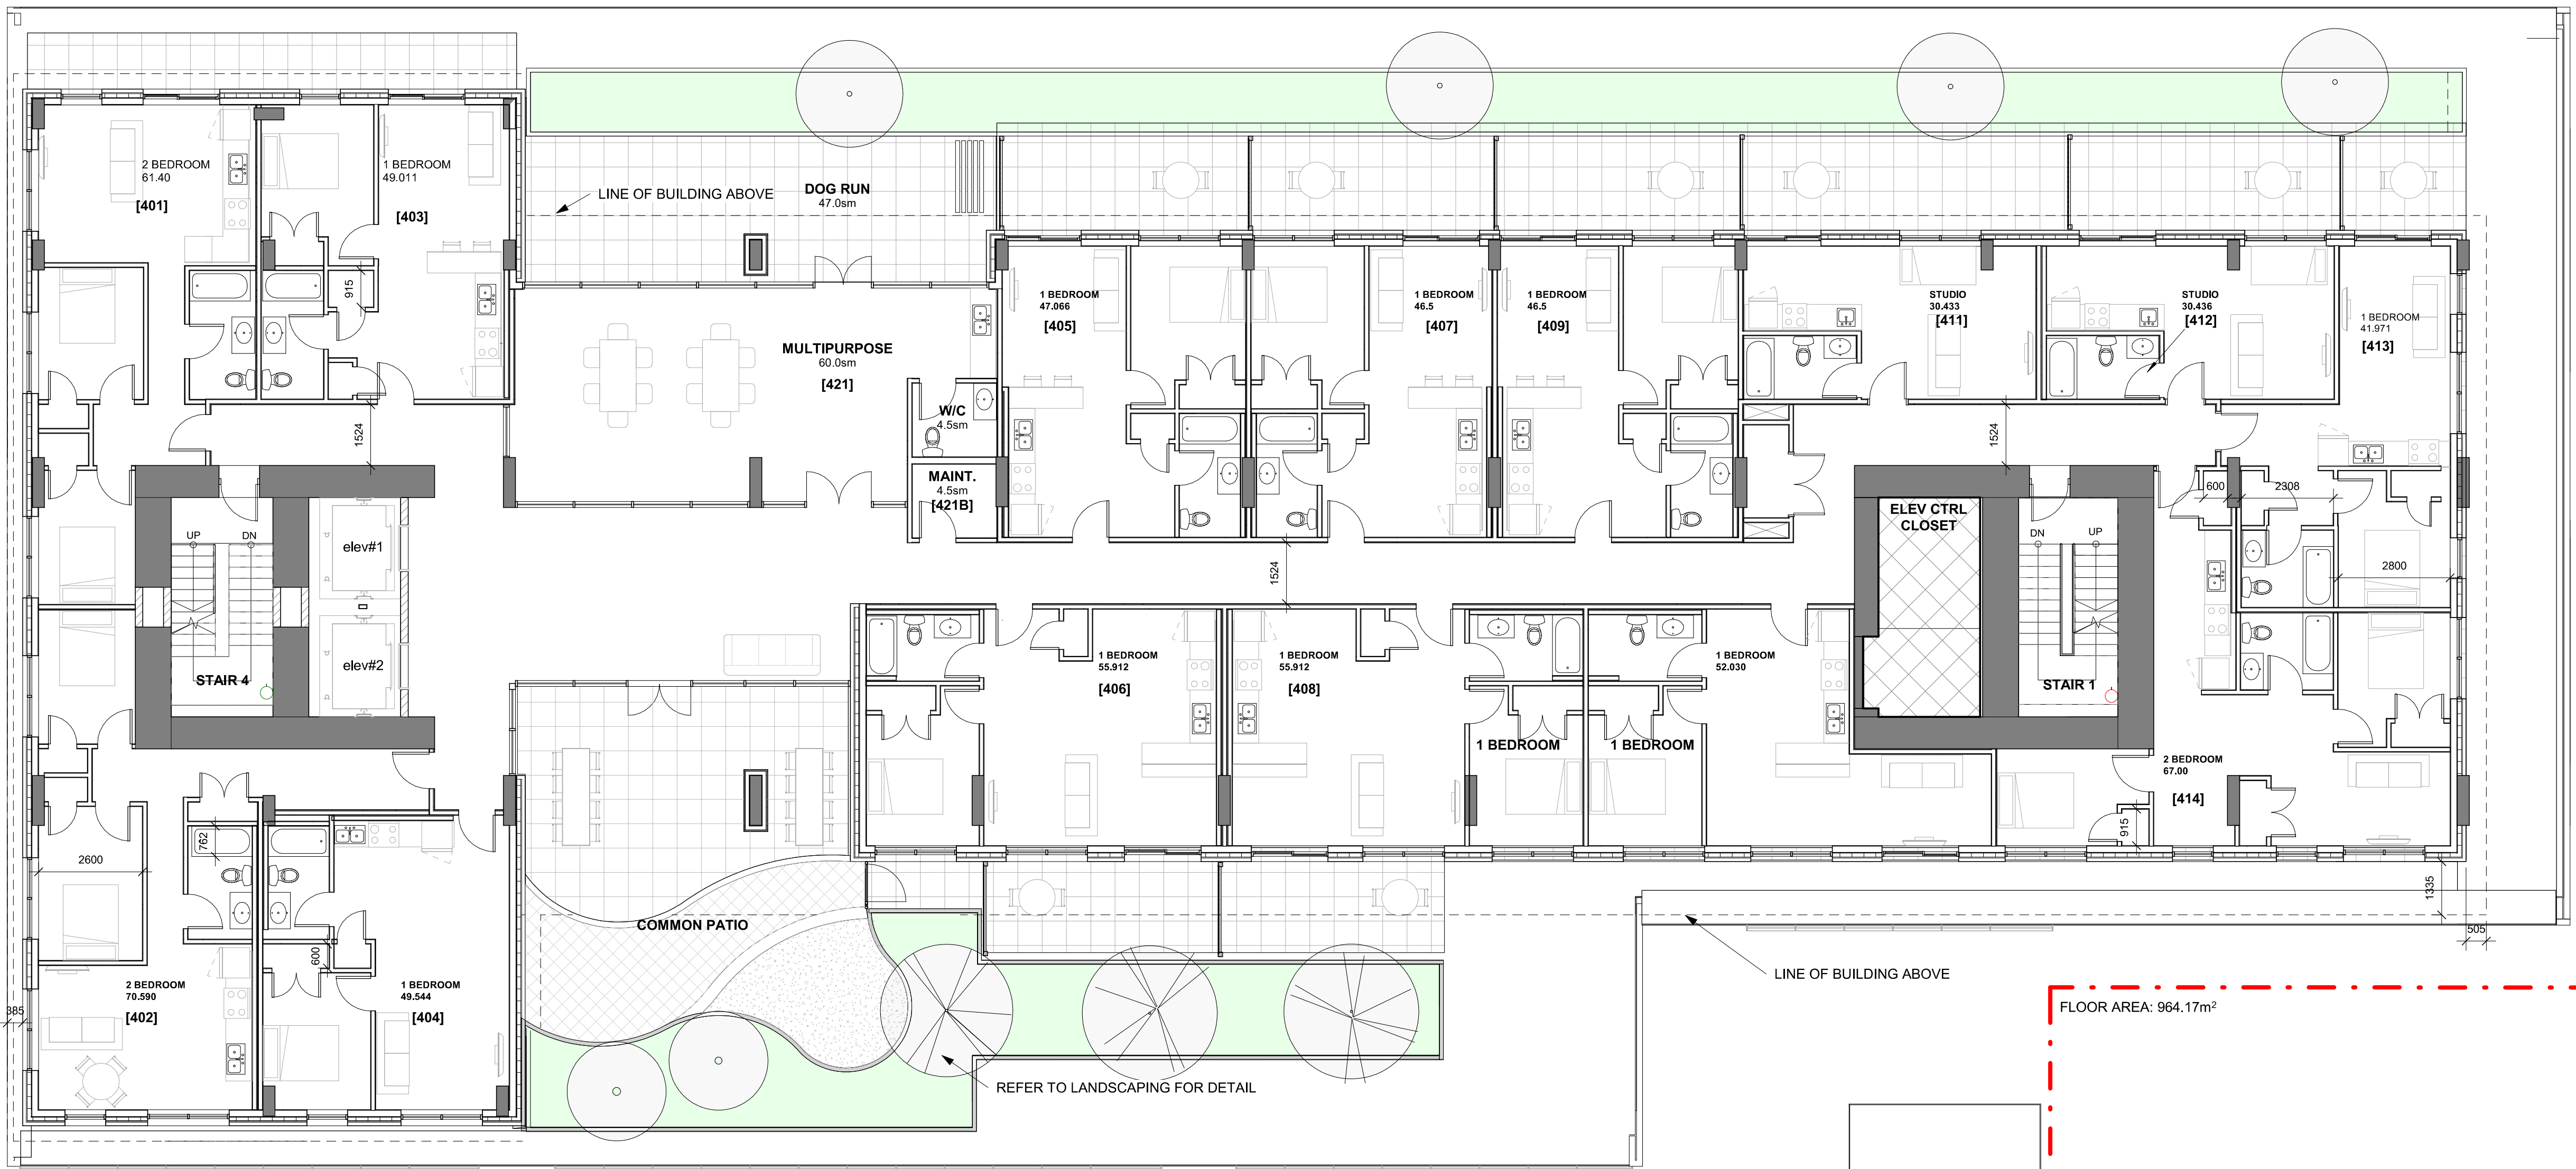 LINE OF BUILDING ABOVE
DOG RUN
47.0sm
2 BEDROOM
61.40
[401]
1 BEDROOM
49.011
[403]
915
1524
MULTIPURPOSE
60.0sm
[421]
W/C
4.5sm
MAINT.
4.5sm
[421B]
1 BEDROOM
47.066
[405]
1 BEDROOM
46.5
[407]
1 BEDROOM
46.5
[409]
STUDIO
30.433
[411]
STUDIO
30.436
[412]
1 BEDROOM
41.971
[413]
1524
600
2308
2800
ELEV CTRL
CLOSET
DN
UP
STAIR 1
UP
DN
elev#1
elev#2
STAIR 4
1524
1 BEDROOM
55.912
[406]
1 BEDROOM
55.912
[408]
1 BEDROOM
52.030
1 BEDROOM
1 BEDROOM
2 BEDROOM
67.00
[414]
915
762
2600
600
2 BEDROOM
70.590
[402]
1 BEDROOM
49.544
[404]
385
COMMON PATIO
1335
505
LINE OF BUILDING ABOVE
REFER TO LANDSCAPING FOR DETAIL
FLOOR AREA: 964.17m²